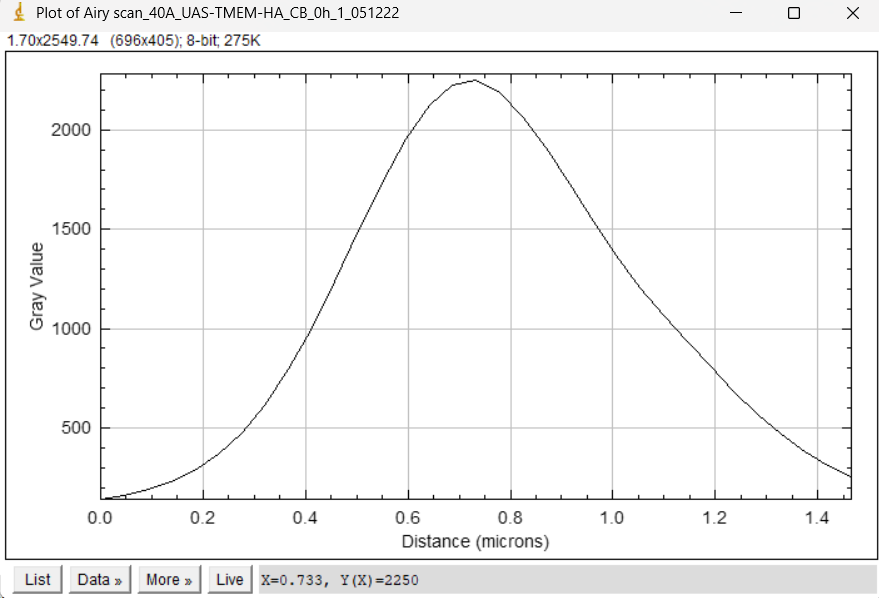 Plot of Airy scan_40A_UAS-TMEM-HA_CB_0h_1_051222
1.70x2549.74 (696x405); 8-bit; 275K
2000
1500
1000
500
Gray Value
0.0 0.2 0.4 0.6 0.8 1.0 1.2 1.4
Distance (microns)
List Data » More » Live X=0.733, Y(X)=2250